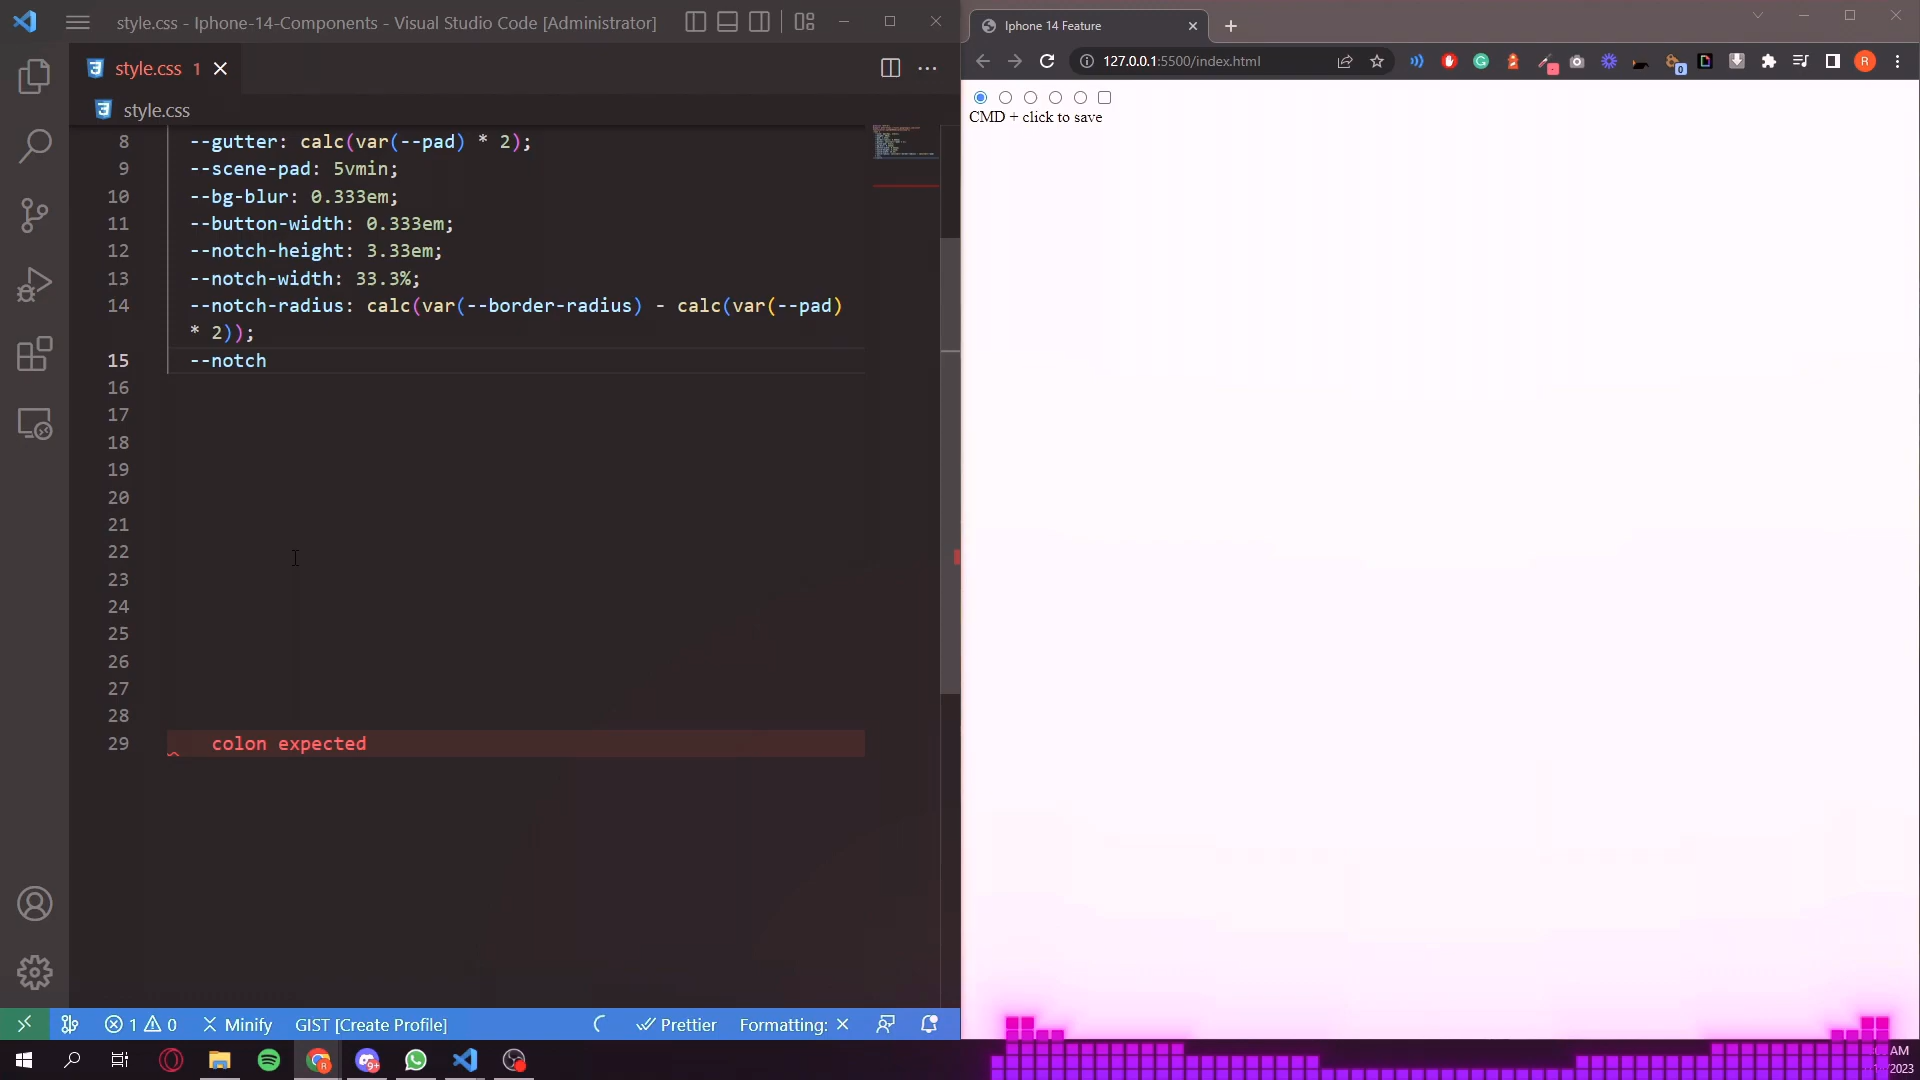 style.css - Iphone-14-Components - Visual Studio Code [Administrator]
style.css 1
style.css
8 --gutter: calc(var(--pad) * 2);
9 --scene-pad: 5vmin;
10 --bg-blur: 0.333em;
11 --button-width: 0.333em;
12 --notch-height: 3.33em;
13 --notch-width: 33.3%;
14 --notch-radius: calc(var(--border-radius) - calc(var(--pad)
* 2));
15 --notch
16
17
18
19
20
21
22
23
24
25
26
27
28
29 colon expected
1 0 Minify GIST [Create Profile] Prettier Formatting:
Iphone 14 Feature
127.0.0.1:5500/index.html
0
R
CMD + click to save
R
9+
AM
2023